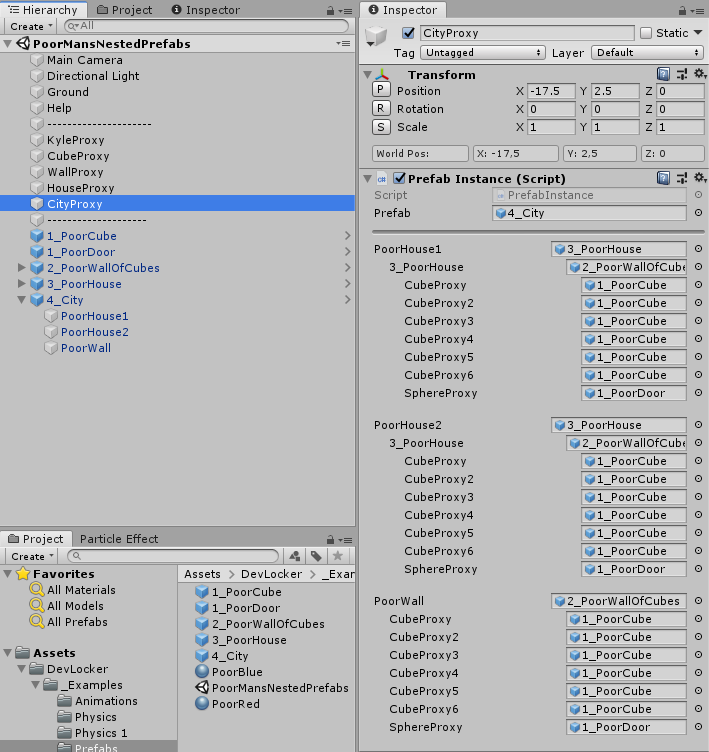 Hierarchy Project Inspector
Create All
PoorMansNestedPrefabs
Main Camera
Directional Light
Ground
Help
---------------------
KyleProxy
CubeProxy
WallProxy
HouseProxy
CityProxy
--------------------
1_PoorCube
1_PoorDoor
2_PoorWallOfCubes
3_PoorHouse
4_City
PoorHouse1
PoorHouse2
PoorWall
Project Particle Effect
Create
Favorites
All Materials
All Models
All Prefabs
Assets
DevLocker
_Examples
Animations
Physics
Physics 1
Prefabs
Assets > DevLocker > _Exam
1_PoorCube
1_PoorDoor
2_PoorWallOfCubes
3_PoorHouse
4_City
PoorBlue
PoorMansNestedPrefabs
PoorRed
Inspector
CityProxy Static
Tag Untagged Layer Default
Transform
P Position X -17.5 Y 2.5 Z 0
R Rotation X 0 Y 0 Z 0
S Scale X 1 Y 1 Z 1
World Pos: X: -17,5 Y: 2,5 Z: 0
Prefab Instance (Script)
Script PrefabInstance
Prefab 4_City
PoorHouse1 3_PoorHouse
3_PoorHouse 2_PoorWallOfCube
CubeProxy 1_PoorCube
CubeProxy2 1_PoorCube
CubeProxy3 1_PoorCube
CubeProxy4 1_PoorCube
CubeProxy5 1_PoorCube
CubeProxy6 1_PoorCube
SphereProxy 1_PoorDoor
PoorHouse2 3_PoorHouse
3_PoorHouse 2_PoorWallOfCube
CubeProxy 1_PoorCube
CubeProxy2 1_PoorCube
CubeProxy3 1_PoorCube
CubeProxy4 1_PoorCube
CubeProxy5 1_PoorCube
CubeProxy6 1_PoorCube
SphereProxy 1_PoorDoor
PoorWall 2_PoorWallOfCubes
CubeProxy 1_PoorCube
CubeProxy2 1_PoorCube
CubeProxy3 1_PoorCube
CubeProxy4 1_PoorCube
CubeProxy5 1_PoorCube
CubeProxy6 1_PoorCube
SphereProxy 1_PoorDoor